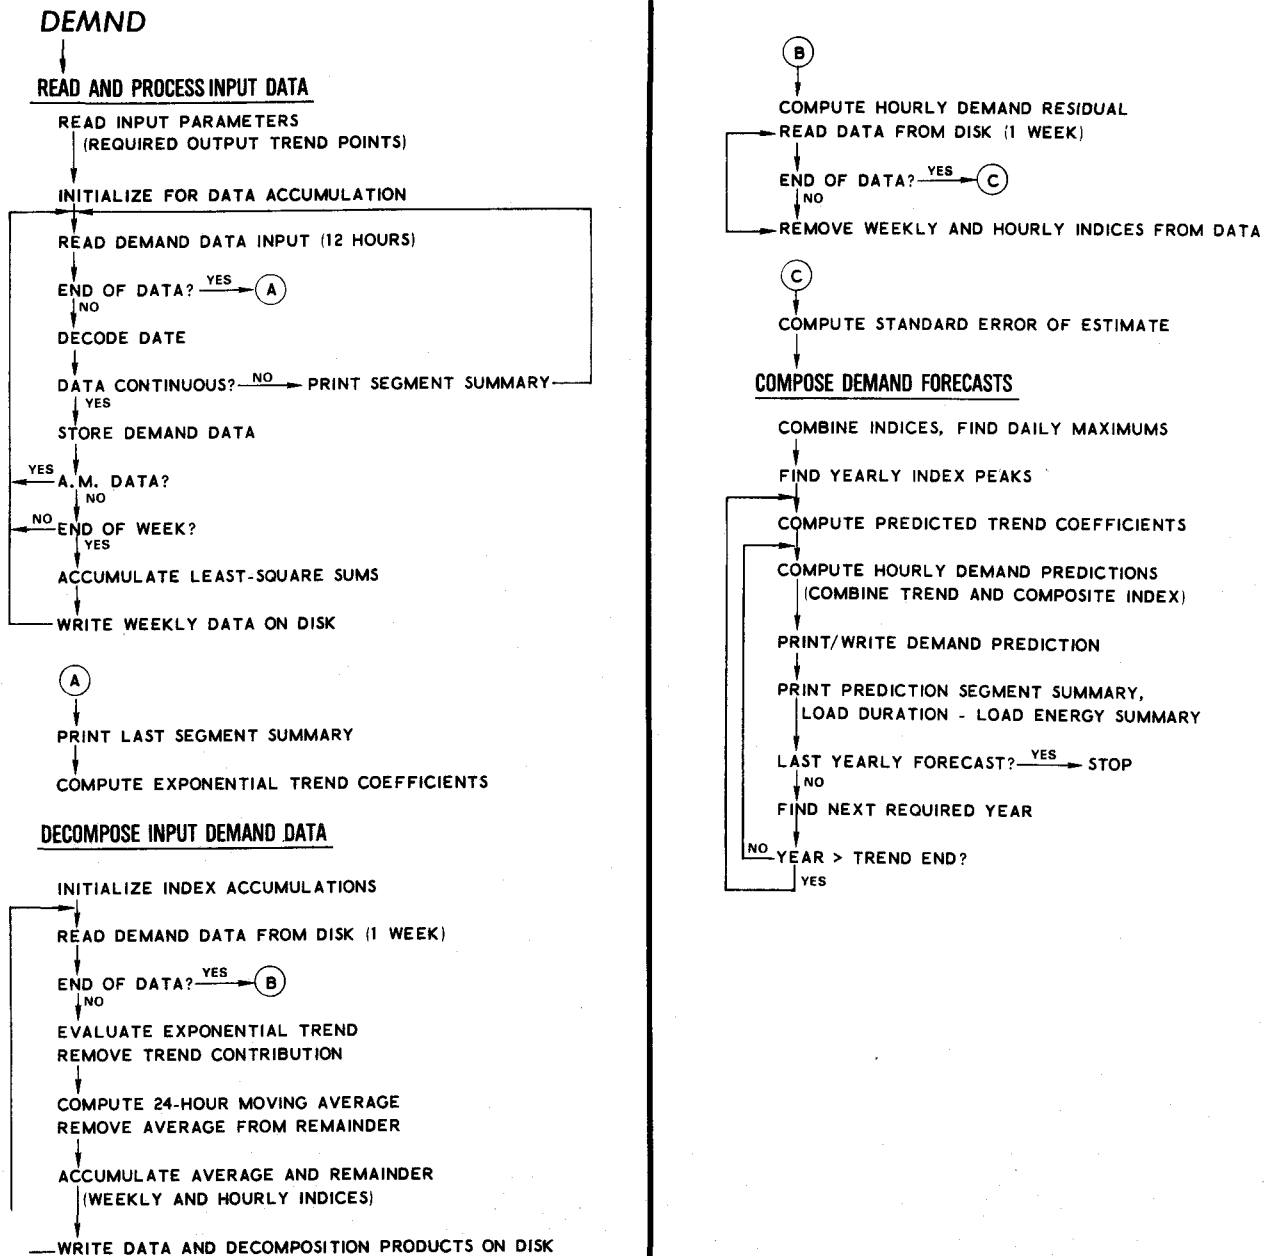 DEMND
READ AND PROCESS INPUT DATA
READ INPUT PARAMETERS
(REQUIRED OUTPUT TREND POINTS)
INITIALIZE FOR DATA ACCUMULATION
READ DEMAND DATA INPUT (12 HOURS)
END OF DATA? YES A
NO
DECODE DATE
DATA CONTINUOUS? NO PRINT SEGMENT SUMMARY
YES
STORE DEMAND DATA
YES A.M. DATA?
NO
NO END OF WEEK?
YES
ACCUMULATE LEAST-SQUARE SUMS
WRITE WEEKLY DATA ON DISK
A
PRINT LAST SEGMENT SUMMARY
COMPUTE EXPONENTIAL TREND COEFFICIENTS
DECOMPOSE INPUT DEMAND DATA
INITIALIZE INDEX ACCUMULATIONS
READ DEMAND DATA FROM DISK (1 WEEK)
END OF DATA? YES B
NO
EVALUATE EXPONENTIAL TREND
REMOVE TREND CONTRIBUTION
COMPUTE 24-HOUR MOVING AVERAGE
REMOVE AVERAGE FROM REMAINDER
ACCUMULATE AVERAGE AND REMAINDER
(WEEKLY AND HOURLY INDICES)
WRITE DATA AND DECOMPOSITION PRODUCTS ON DISK
B
COMPUTE HOURLY DEMAND RESIDUAL
READ DATA FROM DISK (1 WEEK)
END OF DATA? YES C
NO
REMOVE WEEKLY AND HOURLY INDICES FROM DATA
C
COMPUTE STANDARD ERROR OF ESTIMATE
COMPOSE DEMAND FORECASTS
COMBINE INDICES, FIND DAILY MAXIMUMS
FIND YEARLY INDEX PEAKS
COMPUTE PREDICTED TREND COEFFICIENTS
COMPUTE HOURLY DEMAND PREDICTIONS
(COMBINE TREND AND COMPOSITE INDEX)
PRINT/WRITE DEMAND PREDICTION
PRINT PREDICTION SEGMENT SUMMARY,
LOAD DURATION - LOAD ENERGY SUMMARY
LAST YEARLY FORECAST? YES STOP
NO
FIND NEXT REQUIRED YEAR
NO YEAR > TREND END?
YES